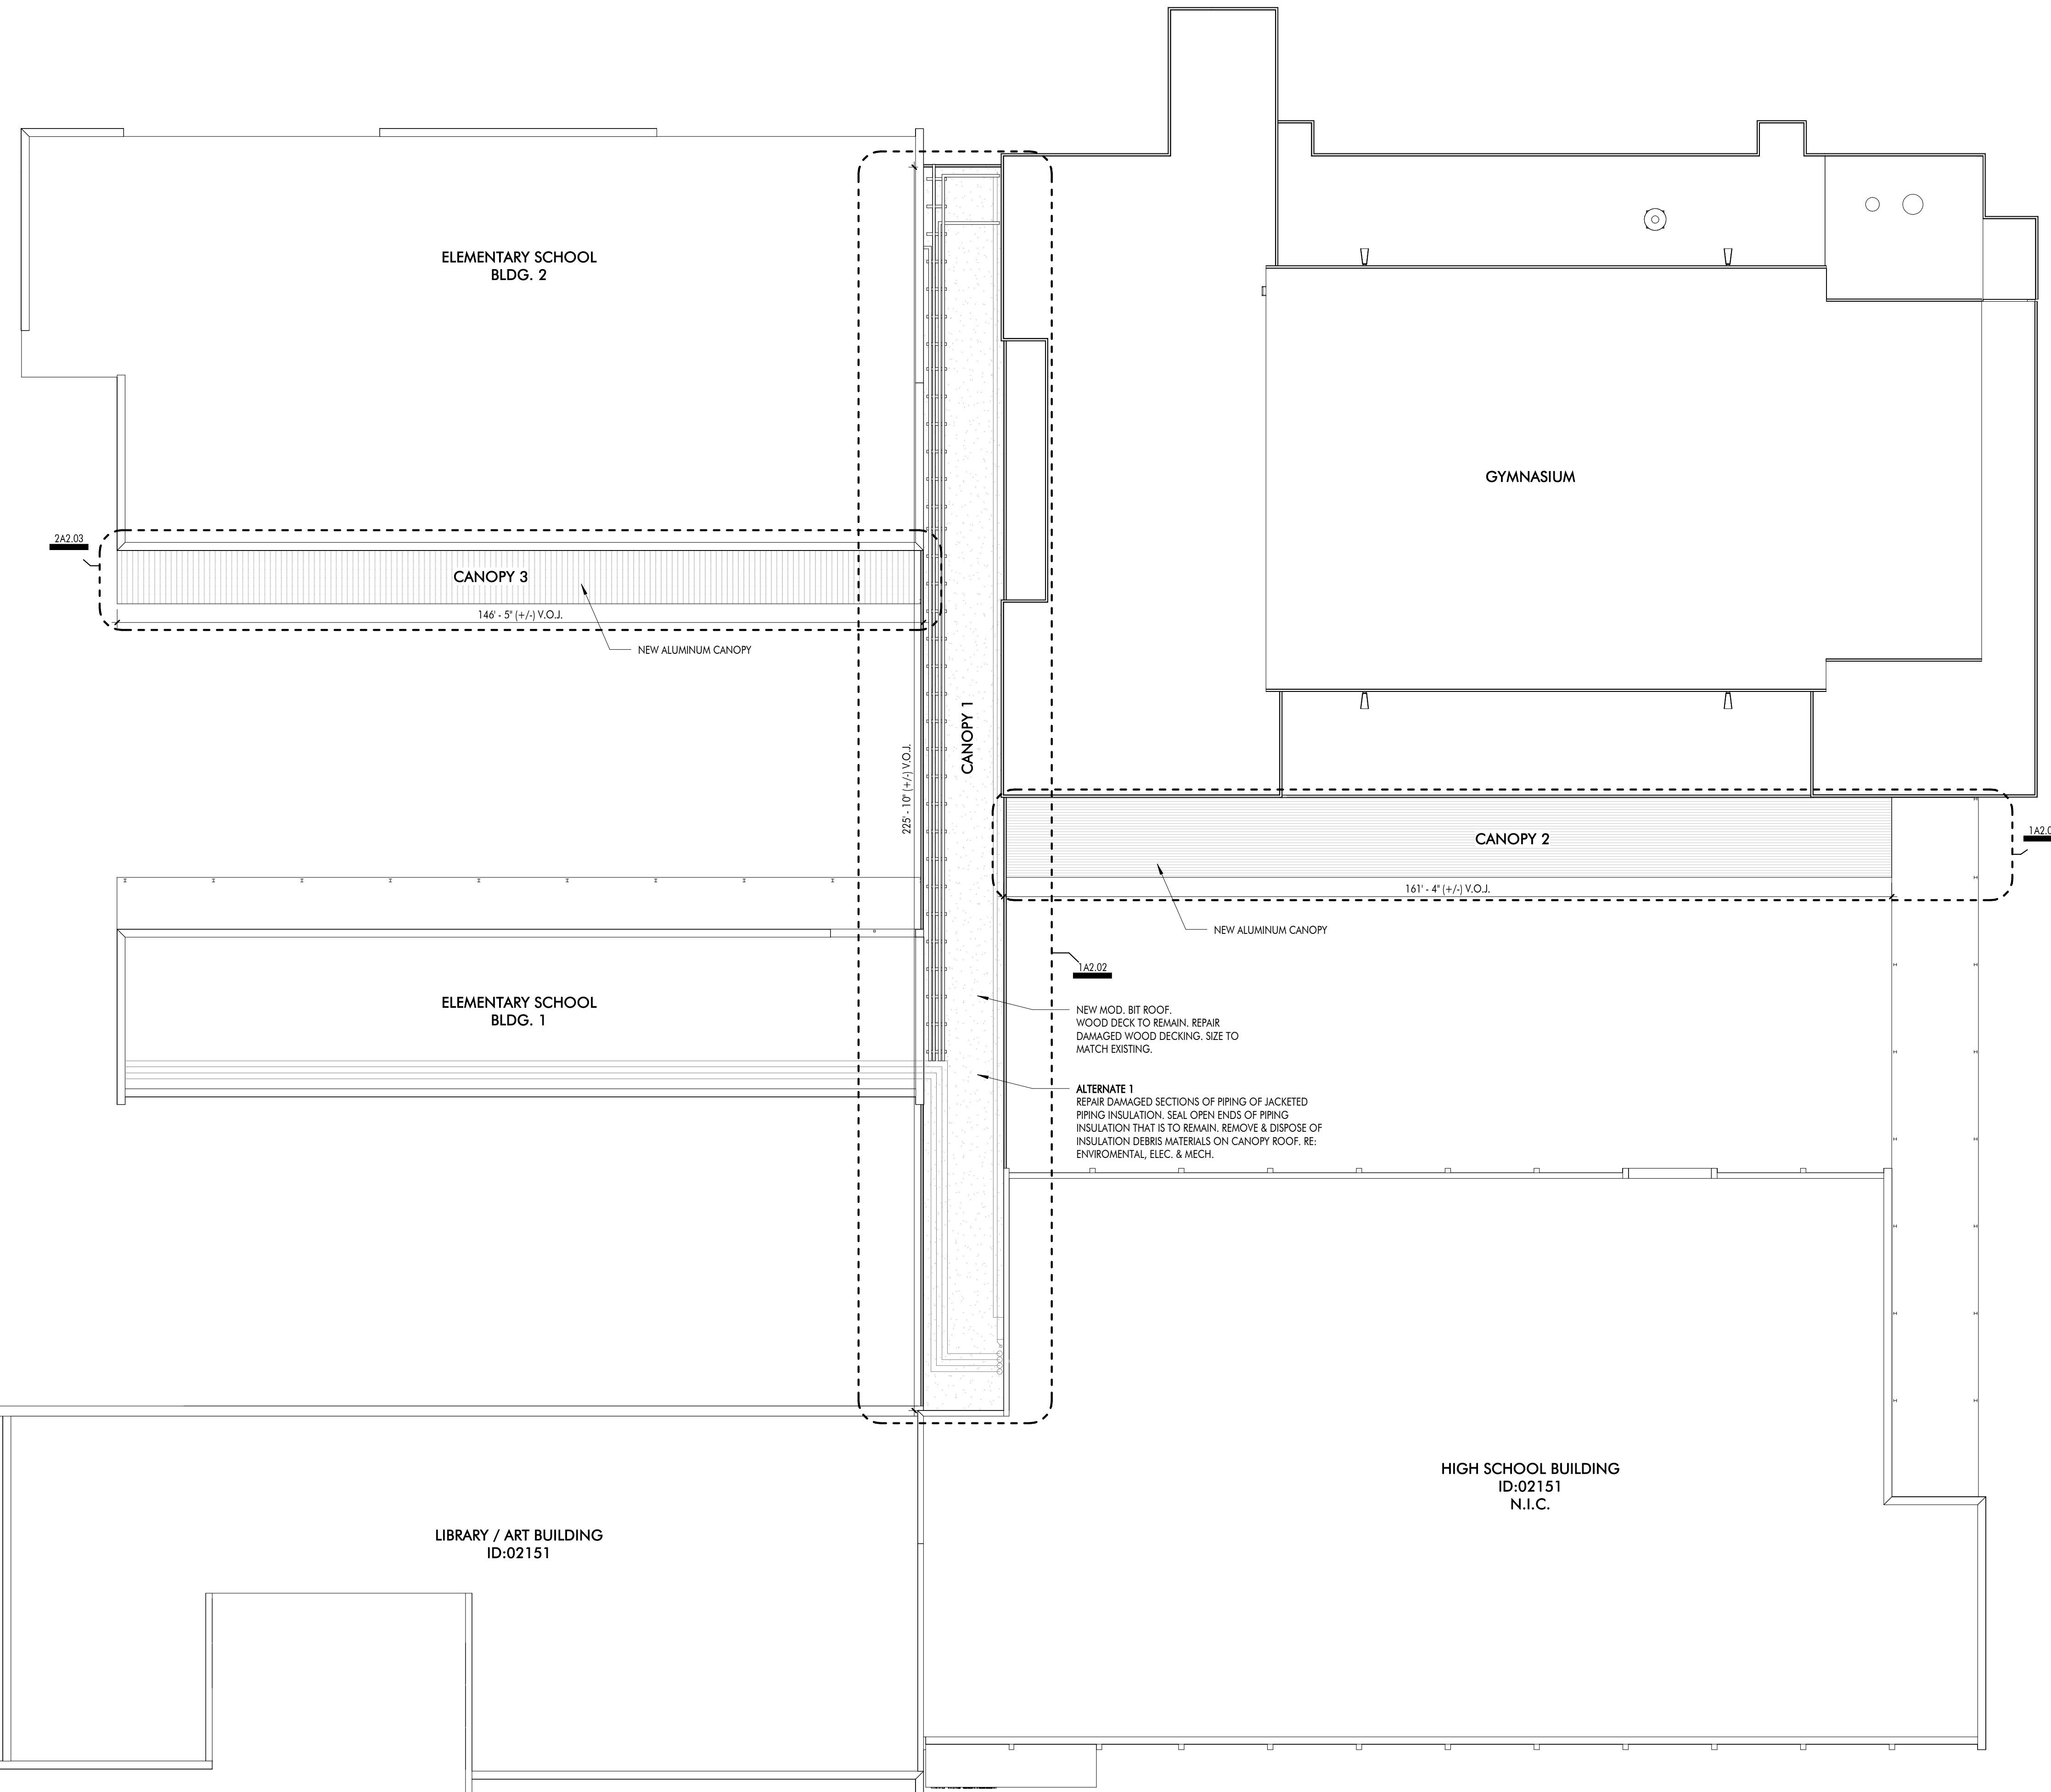 ELEMENTARY SCHOOL
BLDG. 2
GYMNASIUM
2A2.03
CANOPY 3
146' - 5" (+/-) V.O.J.
NEW ALUMINUM CANOPY
CANOPY 1
225' - 10" (+/-) V.O.J.
CANOPY 2
1A2.0
161' - 4" (+/-) V.O.J.
NEW ALUMINUM CANOPY
1A2.02
ELEMENTARY SCHOOL
BLDG. 1
NEW MOD. BIT ROOF.
WOOD DECK TO REMAIN. REPAIR
DAMAGED WOOD DECKING. SIZE TO
MATCH EXISTING.
ALTERNATE 1
REPAIR DAMAGED SECTIONS OF PIPING OF JACKETED
PIPING INSULATION. SEAL OPEN ENDS OF PIPING
INSULATION THAT IS TO REMAIN. REMOVE & DISPOSE OF
INSULATION DEBRIS MATERIALS ON CANOPY ROOF. RE:
ENVIROMENTAL, ELEC. & MECH.
HIGH SCHOOL BUILDING
ID:02151
N.I.C.
LIBRARY / ART BUILDING
ID:02151